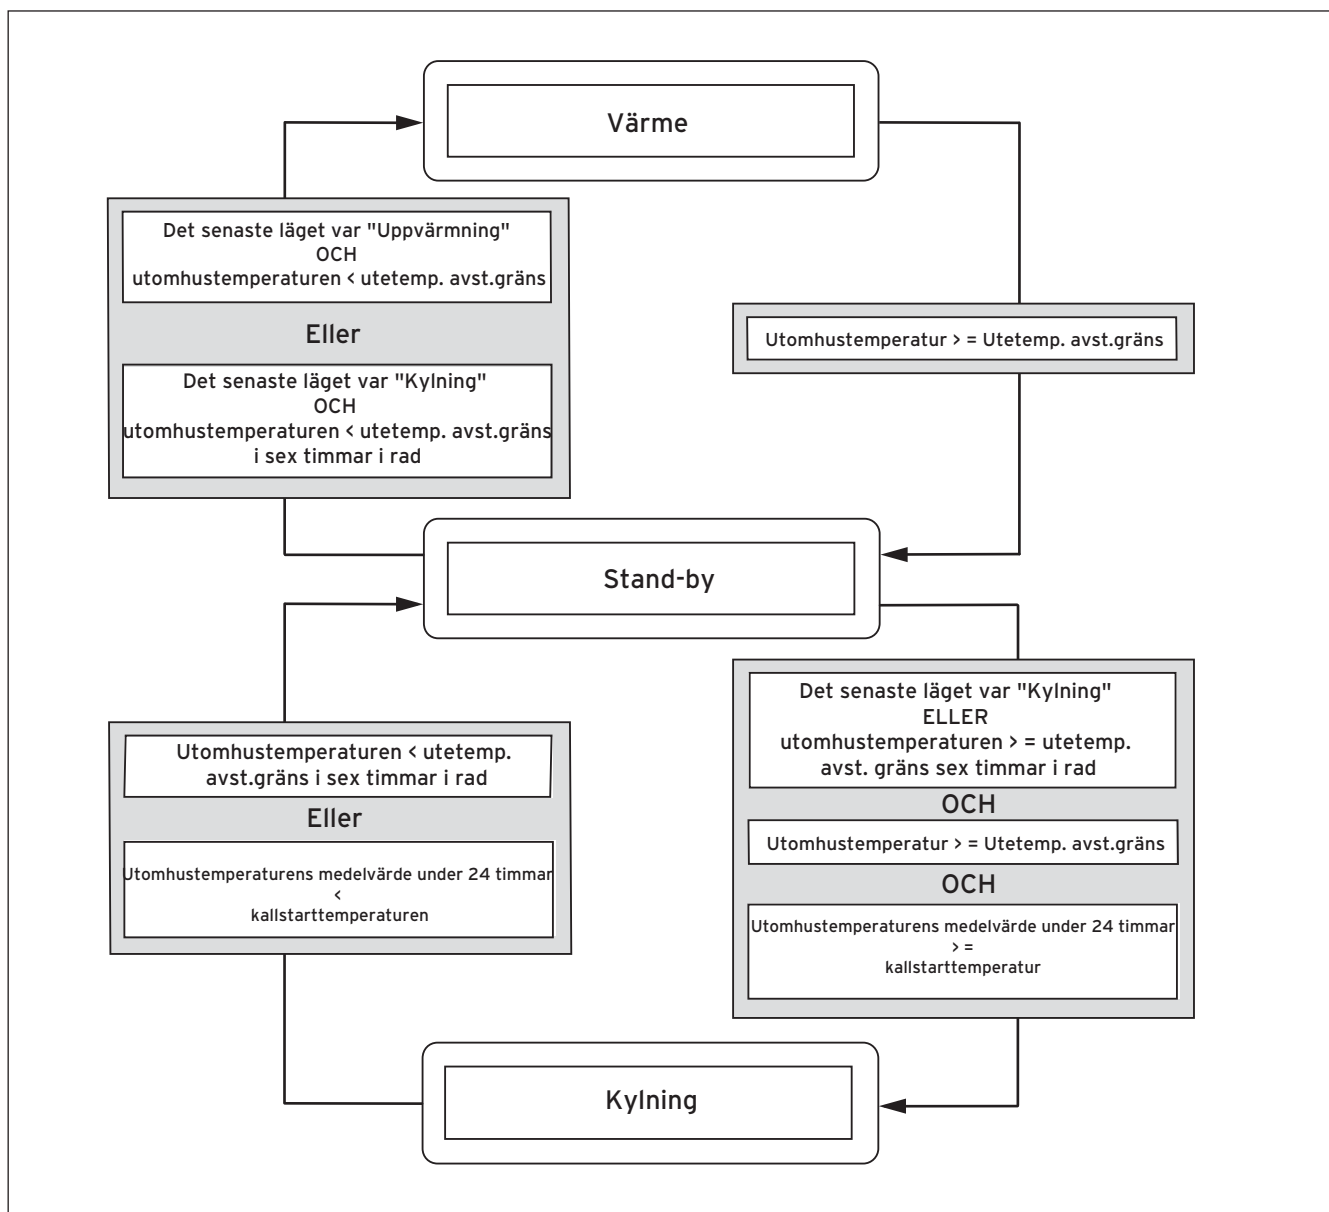 Värme
Det senaste läget var "Uppvärmning"
OCH
utomhustemperaturen < utetemp. avst.gräns
Eller
Det senaste läget var "Kylning"
OCH
utomhustemperaturen < utetemp. avst.gräns
i sex timmar i rad
Utomhustemperatur > = Utetemp. avst.gräns
Stand-by
Utomhustemperaturen < utetemp.
avst.gräns i sex timmar i rad
Eller
Utomhustemperaturens medelvärde under 24 timmar
<
kallstarttemperaturen
Det senaste läget var "Kylning"
ELLER
utomhustemperaturen > = utetemp.
avst. gräns sex timmar i rad
OCH
Utomhustemperatur > = Utetemp. avst.gräns
OCH
Utomhustemperaturens medelvärde under 24 timmar
> =
kallstarttemperatur
Kylning